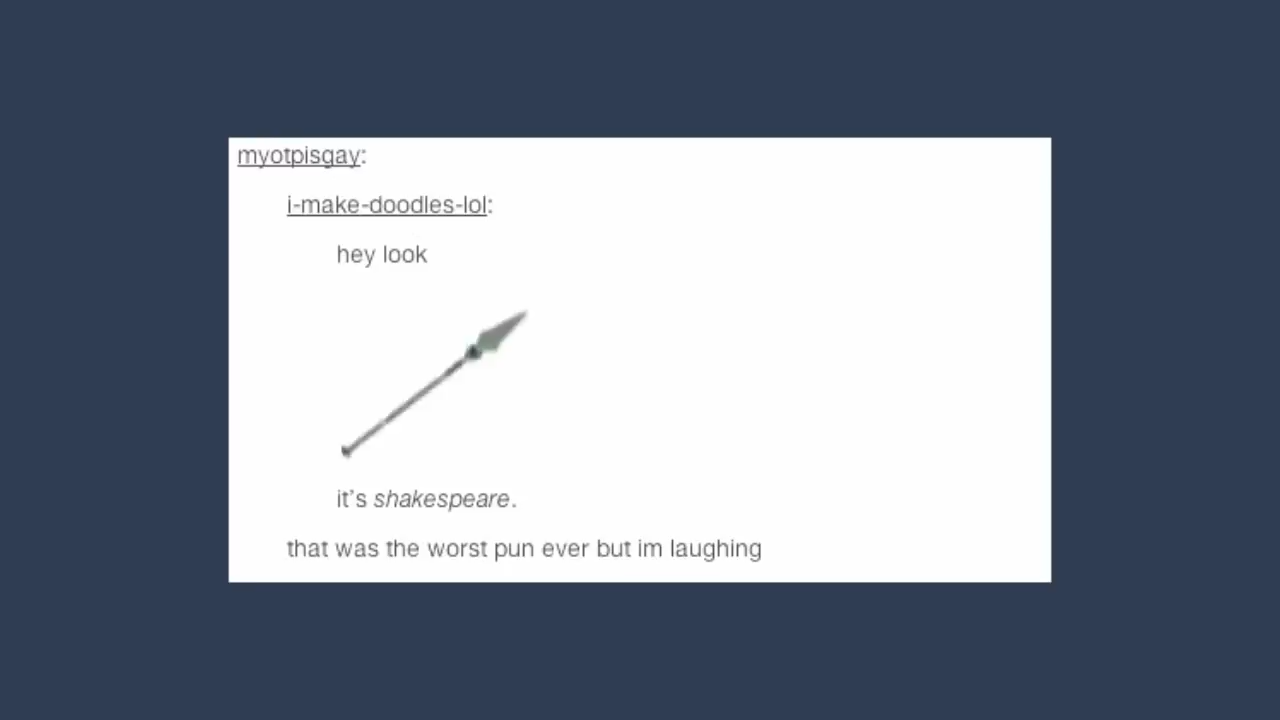 myotpisgay:
i-make-doodles-lol:
hey look
it's shakespeare.
that was the worst pun ever but im laughing